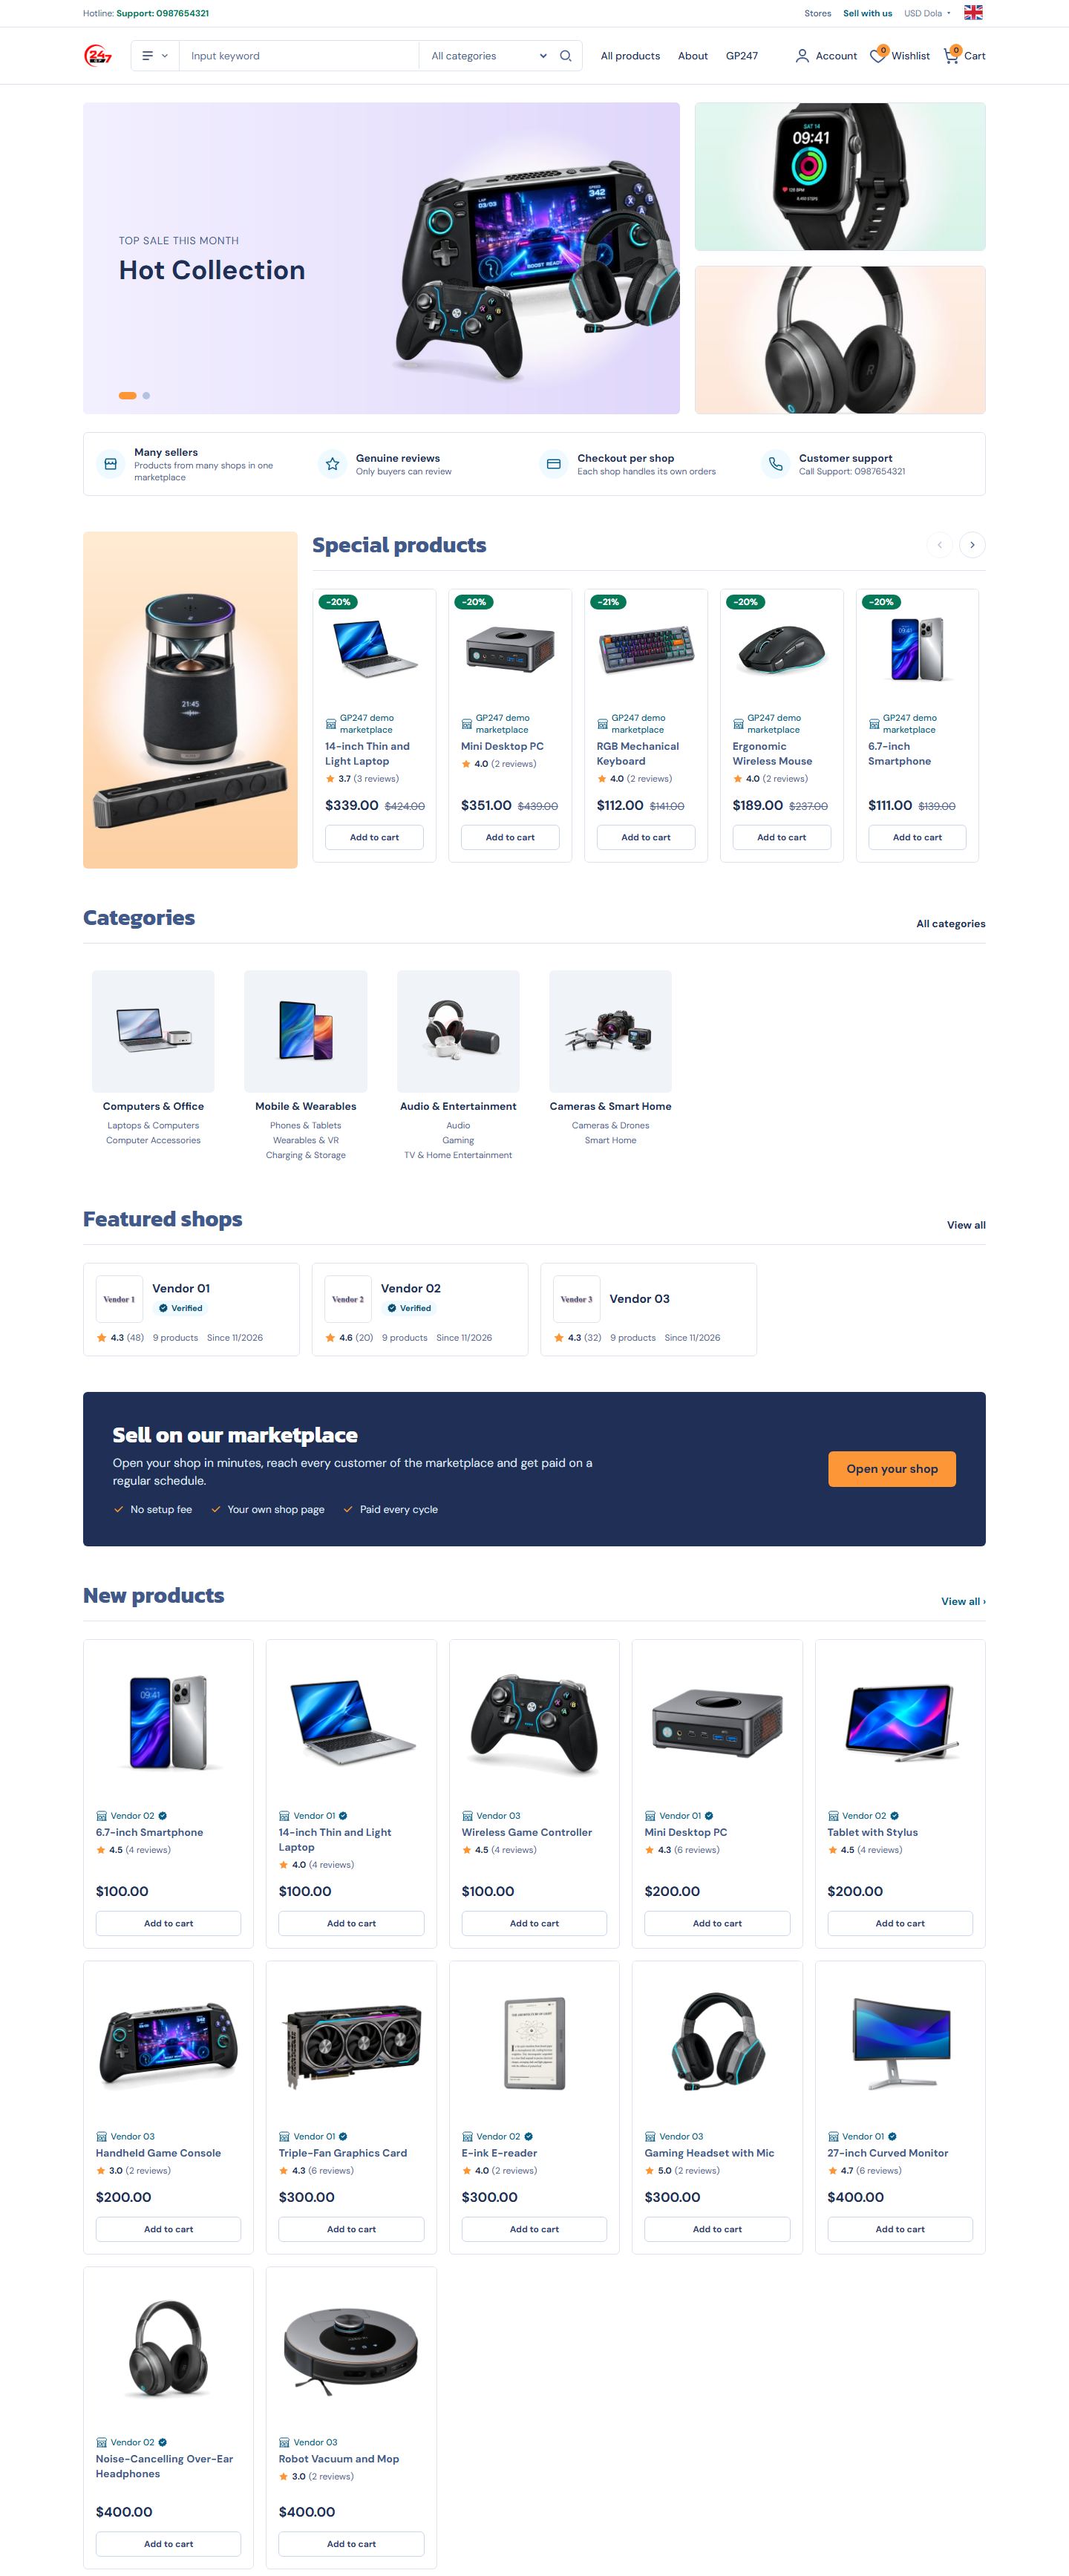 Hotline: Support: 0987654321
Stores Sell with us USD Dola
24 7
Input keyword All categories All products About GP247 Account 0 Wishlist 0 Cart
TOP SALE THIS MONTH
Hot Collection
LAP 03/03 SPEED 342
BOOST READY
SAT 14
09:41
Many sellers
Products from many shops in one
marketplace
Genuine reviews
Only buyers can review
Checkout per shop
Each shop handles its own orders
Customer support
Call Support: 0987654321
21:45
Special products
-20%
GP247 demo
marketplace
14-inch Thin and
Light Laptop
3.7 (3 reviews)
$339.00 $424.00
Add to cart
-20%
GP247 demo
marketplace
Mini Desktop PC
4.0 (2 reviews)
$351.00 $439.00
Add to cart
-21%
GP247 demo
marketplace
RGB Mechanical
Keyboard
4.0 (2 reviews)
$112.00 $141.00
Add to cart
-20%
GP247 demo
marketplace
Ergonomic
Wireless Mouse
4.0 (2 reviews)
$189.00 $237.00
Add to cart
-20%
GP247 demo
marketplace
6.7-inch
Smartphone
$111.00 $139.00
Add to cart
Categories
All categories
Computers & Office
Laptops & Computers
Computer Accessories
Mobile & Wearables
Phones & Tablets
Wearables & VR
Charging & Storage
Audio & Entertainment
Audio
Gaming
TV & Home Entertainment
Cameras & Smart Home
Cameras & Drones
Smart Home
Featured shops
View all
Vendor 1
Vendor 01
Verified
4.3 (48) 9 products Since 11/2026
Vendor 2
Vendor 02
Verified
4.6 (20) 9 products Since 11/2026
Vendor 3
Vendor 03
4.3 (32) 9 products Since 11/2026
Sell on our marketplace
Open your shop in minutes, reach every customer of the marketplace and get paid on a
regular schedule.
No setup fee Your own shop page Paid every cycle
Open your shop
New products
View all ›
09:41
Vendor 02
6.7-inch Smartphone
4.5 (4 reviews)
$100.00
Add to cart
Vendor 01
14-inch Thin and Light
Laptop
4.0 (4 reviews)
$100.00
Add to cart
Vendor 03
Wireless Game Controller
4.5 (4 reviews)
$100.00
Add to cart
Vendor 01
Mini Desktop PC
4.3 (6 reviews)
$200.00
Add to cart
Vendor 02
Tablet with Stylus
4.5 (4 reviews)
$200.00
Add to cart
Vendor 03
Handheld Game Console
3.0 (2 reviews)
$200.00
Add to cart
Vendor 01
Triple-Fan Graphics Card
4.3 (6 reviews)
$300.00
Add to cart
Vendor 02
E-ink E-reader
4.0 (2 reviews)
$300.00
Add to cart
Vendor 03
Gaming Headset with Mic
5.0 (2 reviews)
$300.00
Add to cart
Vendor 01
27-inch Curved Monitor
4.7 (6 reviews)
$400.00
Add to cart
Vendor 02
Noise-Cancelling Over-Ear
Headphones
$400.00
Add to cart
Vendor 03
Robot Vacuum and Mop
3.0 (2 reviews)
$400.00
Add to cart